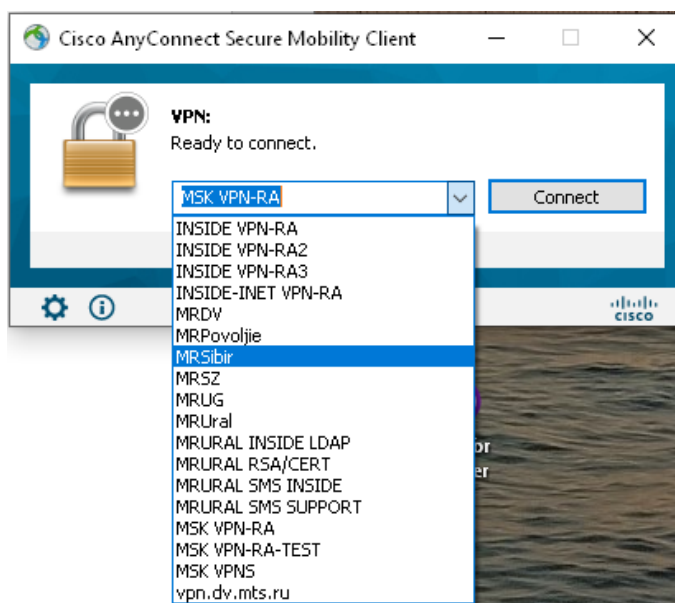 Cisco AnyConnect Secure Mobility Client
VPN:
Ready to connect.
MSK VPN-RA
Connect
INSIDE VPN-RA
INSIDE VPN-RA2
INSIDE VPN-RA3
INSIDE-INET VPN-RA
MRDV
MRPovoljie
MRSibir
MRSZ
MRUG
MRUral
MRURAL INSIDE LDAP
MRURAL RSA/CERT
MRURAL SMS INSIDE
MRURAL SMS SUPPORT
MSK VPN-RA
MSK VPN-RA-TEST
MSK VPNS
vpn.dv.mts.ru
CISCO
or
er